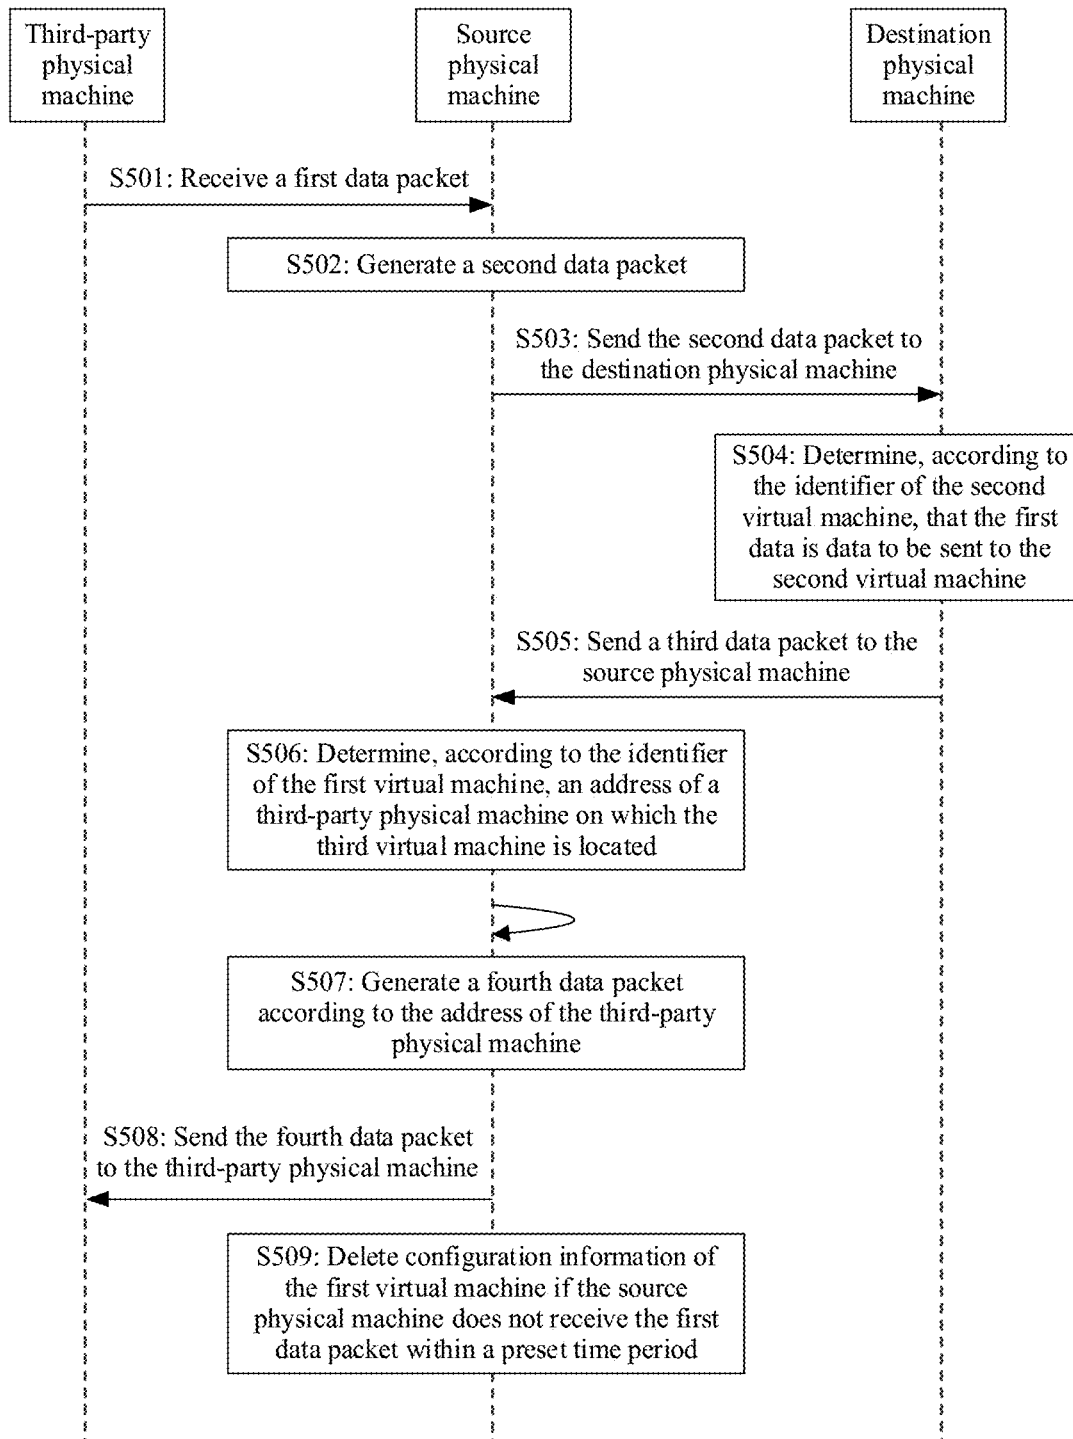 Third-party
physical
machine
Source
physical
machine
Destination
physical
machine
S501: Receive a first data packet
S502: Generate a second data packet
S503: Send the second data packet to
the destination physical machine
S504: Determine, according to
the identifier of the second
virtual machine, that the first
data is data to be sent to the
second virtual machine
S505: Send a third data packet to the
source physical machine
S506: Determine, according to the identifier
of the first virtual machine, an address of a
third-party physical machine on which the
third virtual machine is located
S507: Generate a fourth data packet
according to the address of the third-party
physical machine
S508: Send the fourth data packet
to the third-party physical machine
S509: Delete configuration information of
the first virtual machine if the source
physical machine does not receive the first
data packet within a preset time period